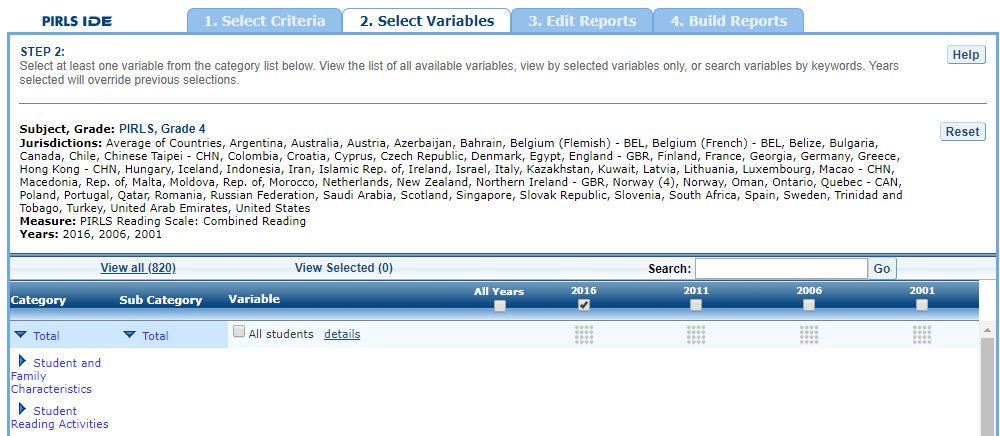 PIRLS IDE
1. Select Criteria
2. Select Variables
3. Edit Reports
4. Build Reports
STEP 2:
Select at least one variable from the category list below. View the list of all available variables, view by selected variables only, or search variables by keywords. Years
selected will override previous selections.
Help
Subject, Grade: PIRLS, Grade 4
Reset
Jurisdictions: Average of Countries, Argentina, Australia, Austria, Azerbaijan, Bahrain, Belgium (Flemish) - BEL, Belgium (French) - BEL, Belize, Bulgaria,
Canada, Chile, Chinese Taipei - CHN, Colombia, Croatia, Cyprus, Czech Republic, Denmark, Egypt, England - GBR, Finland, France, Georgia, Germany, Greece,
Hong Kong - CHN, Hungary, Iceland, Indonesia, Iran, Islamic Rep. of, Ireland, Israel, Italy, Kazakhstan, Kuwait, Latvia, Lithuania, Luxembourg, Macao - CHN,
Macedonia, Rep. of, Malta, Moldova, Rep. of, Morocco, Netherlands, New Zealand, Northern Ireland - GBR, Norway (4), Norway, Oman, Ontario, Quebec - CAN,
Poland, Portugal, Qatar, Romania, Russian Federation, Saudi Arabia, Scotland, Singapore, Slovak Republic, Slovenia, South Africa, Spain, Sweden, Trinidad and
Tobago, Turkey, United Arab Emirates, United States
Measure: PIRLS Reading Scale: Combined Reading
Years: 2016, 2006, 2001
View all (820)
View Selected (0)
Search:
Go
Category
Sub Category
Variable
All Years
2016
2011
2006
2001
Total
Total
All students details
Student and
Family
Characteristics
Student
Reading Activities